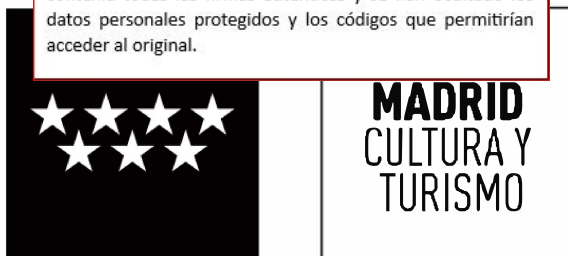 datos personales protegidos y los códigos que permitirían
acceder al original.
MADRID
CULTURA Y
TURISMO